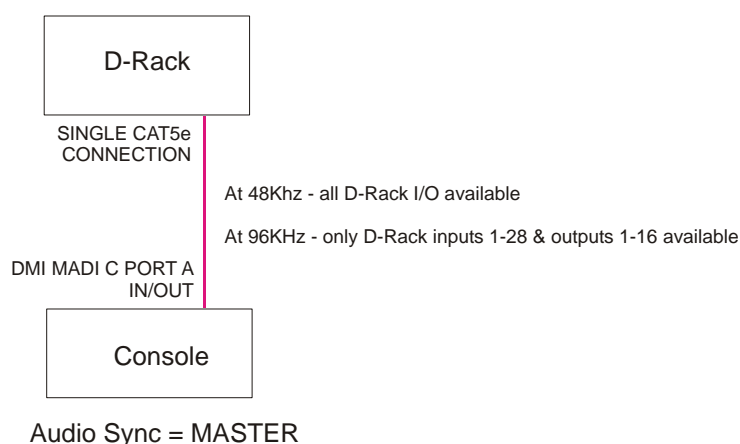 D-Rack
SINGLE CAT5e
CONNECTION
At 48Khz - all D-Rack I/O available
At 96KHz - only D-Rack inputs 1-28 & outputs 1-16 available
DMI MADI C PORT A
IN/OUT
Console
Audio Sync = MASTER